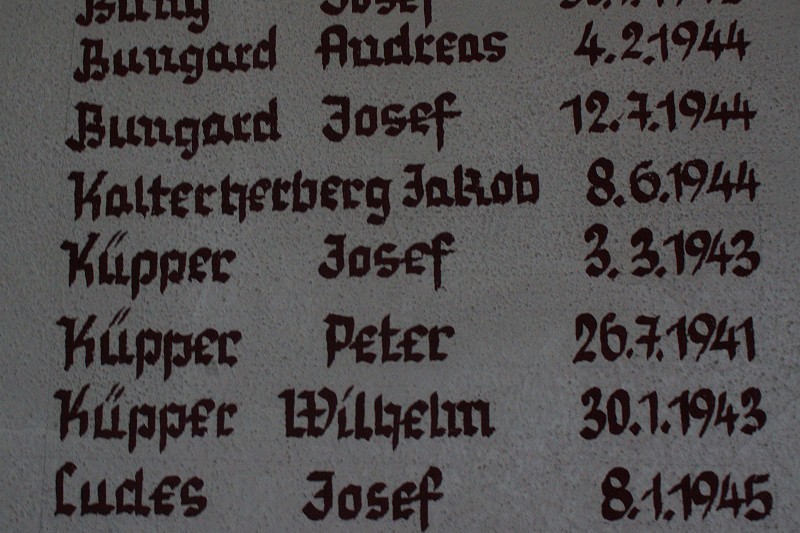 Josef
Bungard Andreas 4.2.1944
Bungard Josef 12.7.1944
Kalterherberg Jakob 8.6.1944
Küpper Josef 3.3.1943
Küpper Peter 26.7.1941
Küpper Wilhelm 30.1.1943
Ludes Josef 8.1.1945